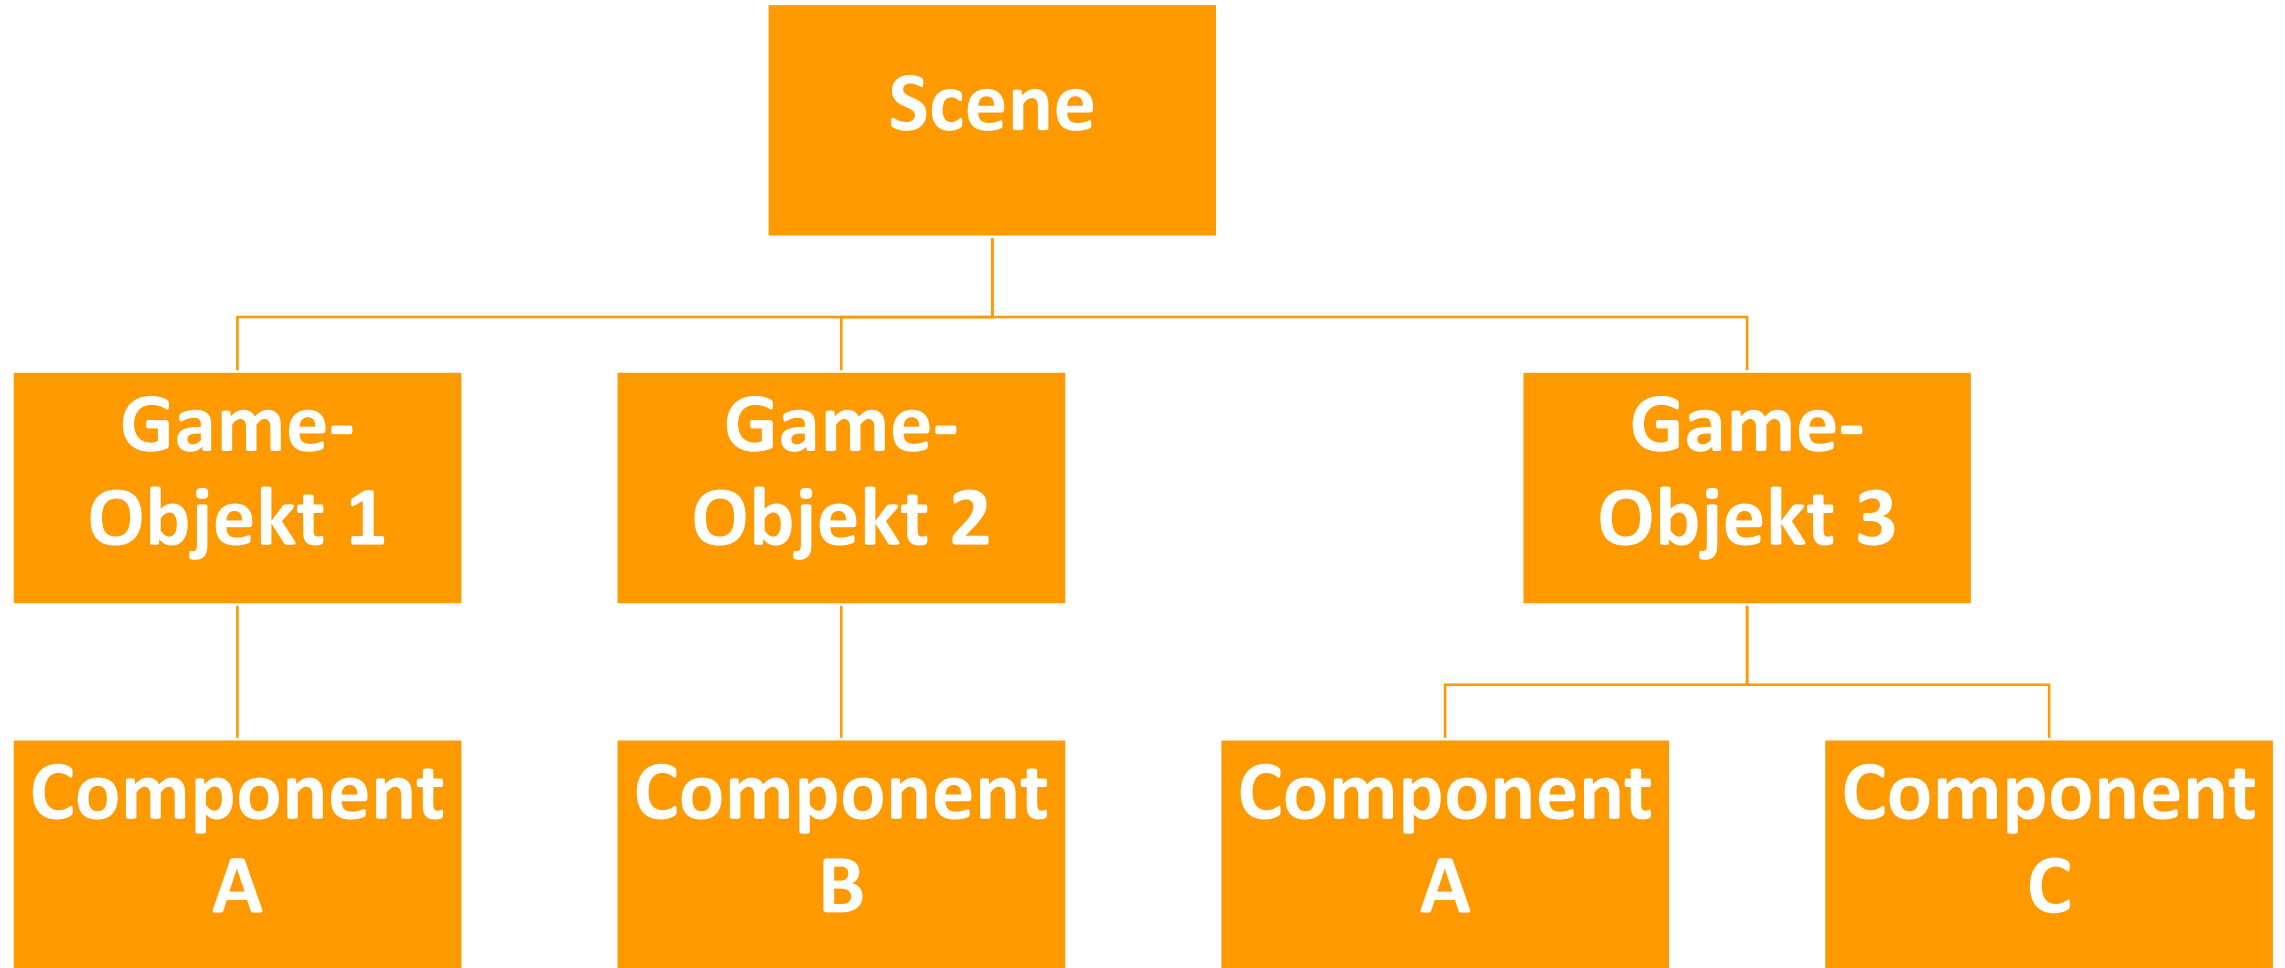 Scene
Game-
Objekt 1
Game-
Objekt 2
Game-
Objekt 3
Component
A
Component
B
Component
A
Component
C